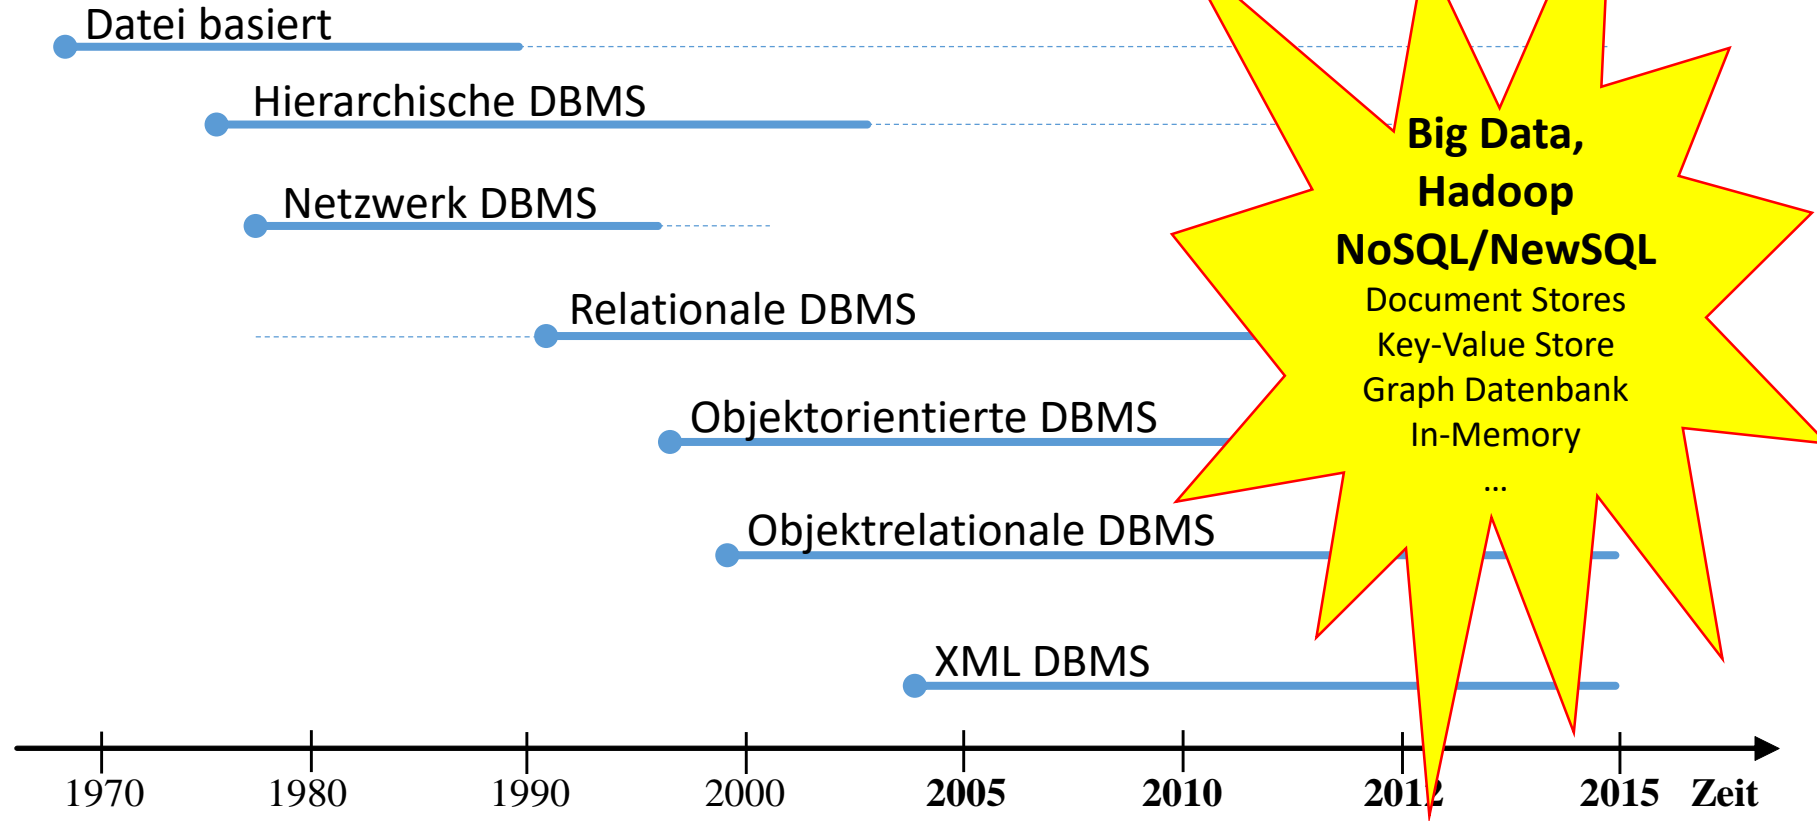 Datei basiert
Hierarchische DBMS
Netzwerk DBMS
Relationale DBMS
Objektorientierte DBMS
Objektrelationale DBMS
XML DBMS
Big Data,
Hadoop
NoSQL/NewSQL
Document Stores
Key-Value Store
Graph Datenbank
In-Memory
...
1970 1980 1990 2000 2005 2010 2012 2015 Zeit